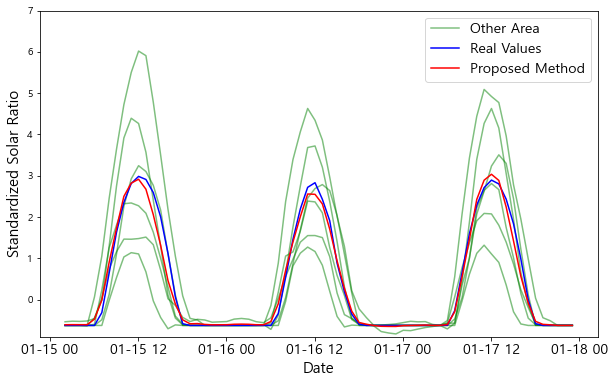 Other Area
Real Values
Proposed Method
Standardized Solar Ratio
7
6
5
4
3
2
1
0
01-15 00 01-15 12 01-16 00 01-16 12 01-17 00 01-17 12 01-18 00
Date